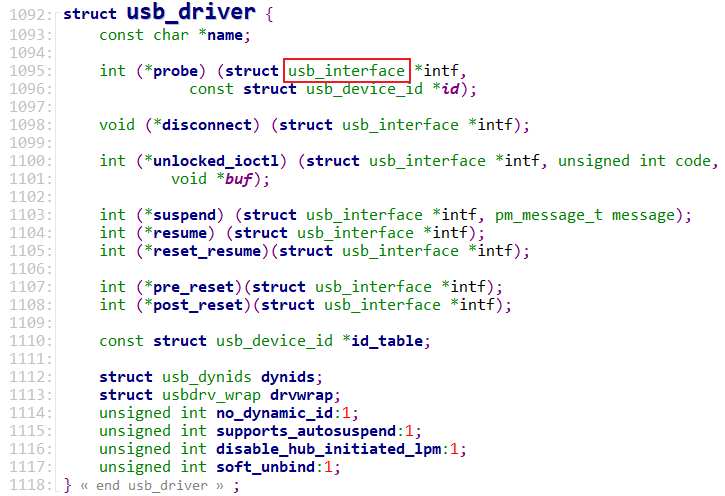 1092: struct usb_driver {
1093:     const char *name;
1094:
1095:     int (*probe) (struct usb_interface *intf,
1096:               const struct usb_device_id *id);
1097:
1098:     void (*disconnect) (struct usb_interface *intf);
1099:
1100:     int (*unlocked_ioctl) (struct usb_interface *intf, unsigned int code,
1101:             void *buf);
1102:
1103:     int (*suspend) (struct usb_interface *intf, pm_message_t message);
1104:     int (*resume) (struct usb_interface *intf);
1105:     int (*reset_resume)(struct usb_interface *intf);
1106:
1107:     int (*pre_reset)(struct usb_interface *intf);
1108:     int (*post_reset)(struct usb_interface *intf);
1109:
1110:     const struct usb_device_id *id_table;
1111:
1112:     struct usb_dynids dynids;
1113:     struct usbdrv_wrap drvwrap;
1114:     unsigned int no_dynamic_id:1;
1115:     unsigned int supports_autosuspend:1;
1116:     unsigned int disable_hub_initiated_lpm:1;
1117:     unsigned int soft_unbind:1;
1118: } « end usb_driver » ;